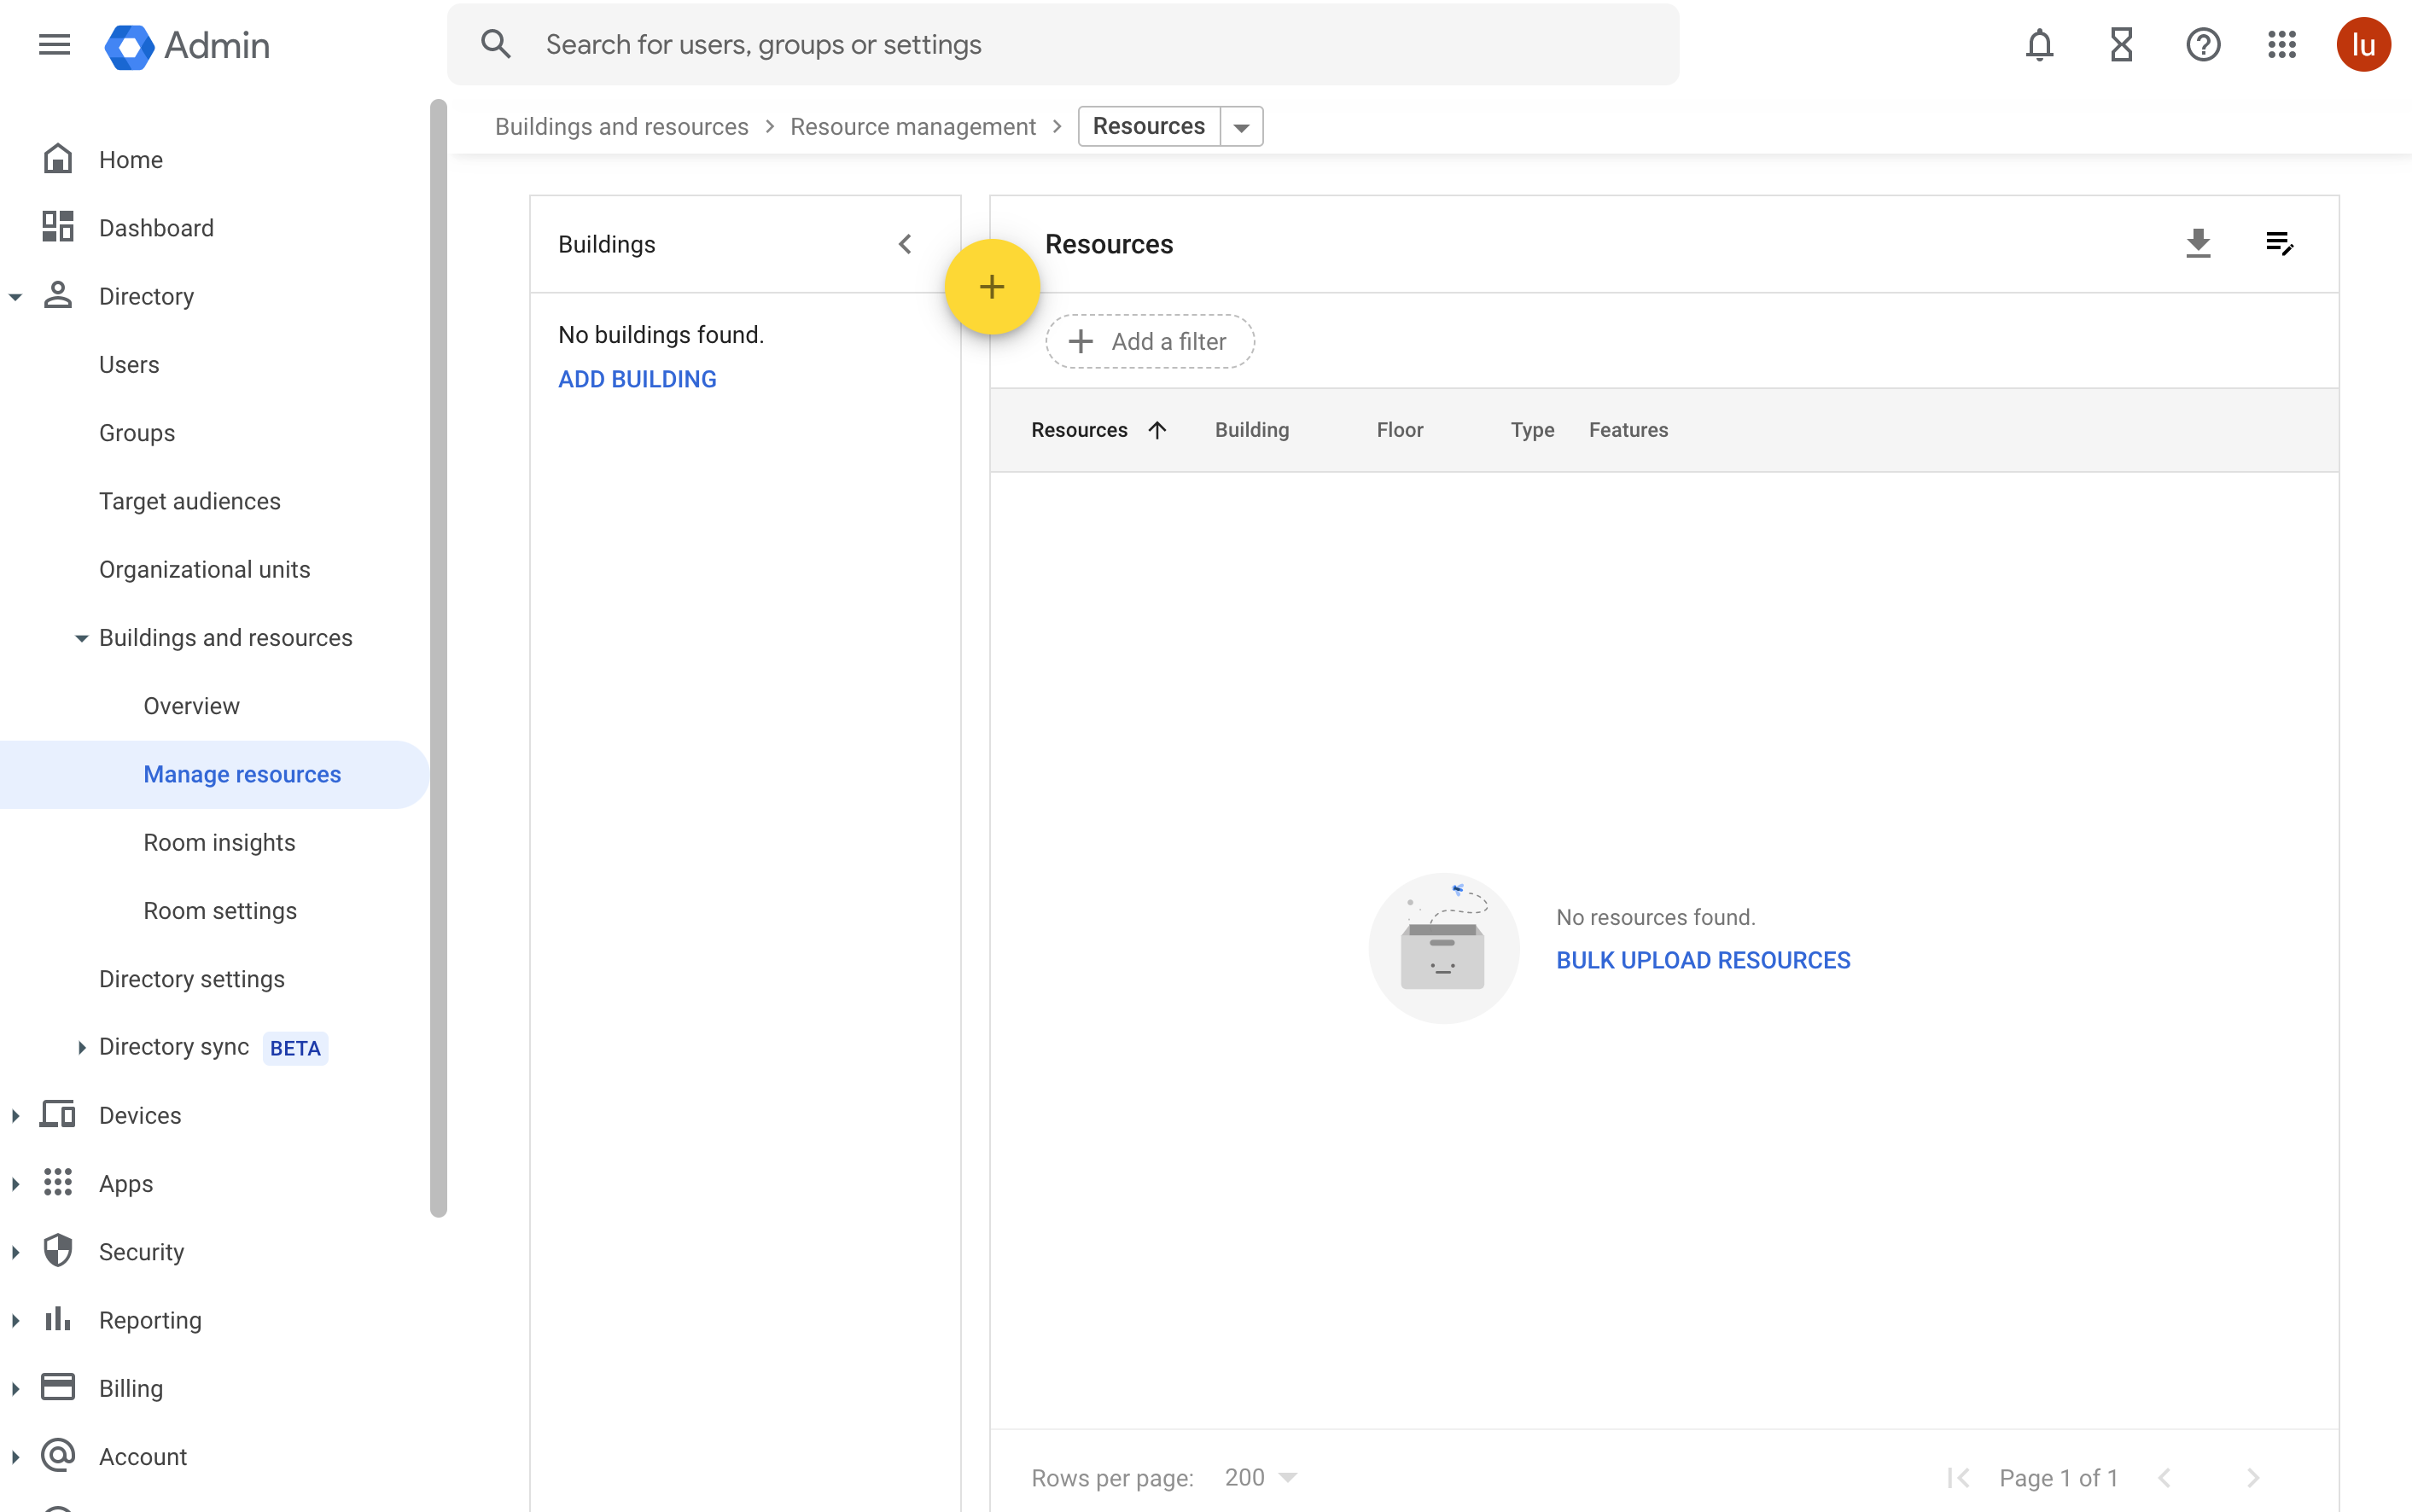 Admin
Search for users, groups or settings
lu
Buildings and resources
Resource management
Resources
Home
Dashboard
Directory
Users
Groups
Target audiences
Organizational units
Buildings and resources
Overview
Manage resources
Room insights
Room settings
Directory settings
Directory sync BETA
Devices
Apps
Security
Reporting
Billing
Account
Buildings
No buildings found.
ADD BUILDING
Resources
Add a filter
Resources Building Floor Type Features
No resources found.
BULK UPLOAD RESOURCES
Rows per page: 200
Page 1 of 1